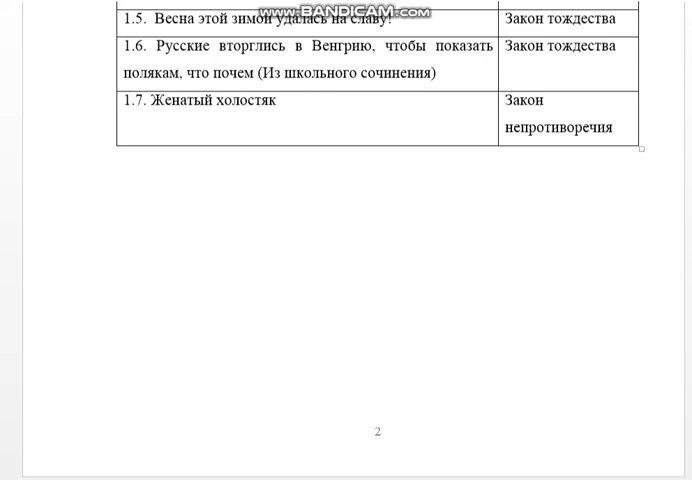 www.BANDICAM.com
1.5. Весна этой зимой удалась на славу! Закон тождества
1.6. Русские вторглись в Венгрию, чтобы показать Закон тождества
полякам, что почем (Из школьного сочинения)
1.7. Женатый холостяк Закон
непротиворечия
2